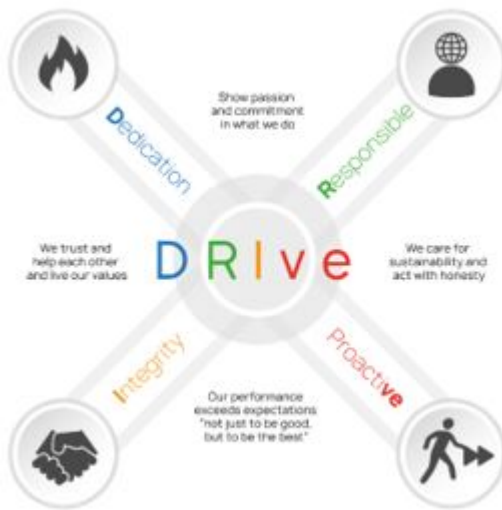 Show passion
and commitment
in what we do
Dedication
Responsible
We trust and
help each other
and live our values
DRIve
We care for
sustainability and
act with honesty
Integrity
Proactive
Our performance
exceeds expectations
"not just to be good,
but to be the best"